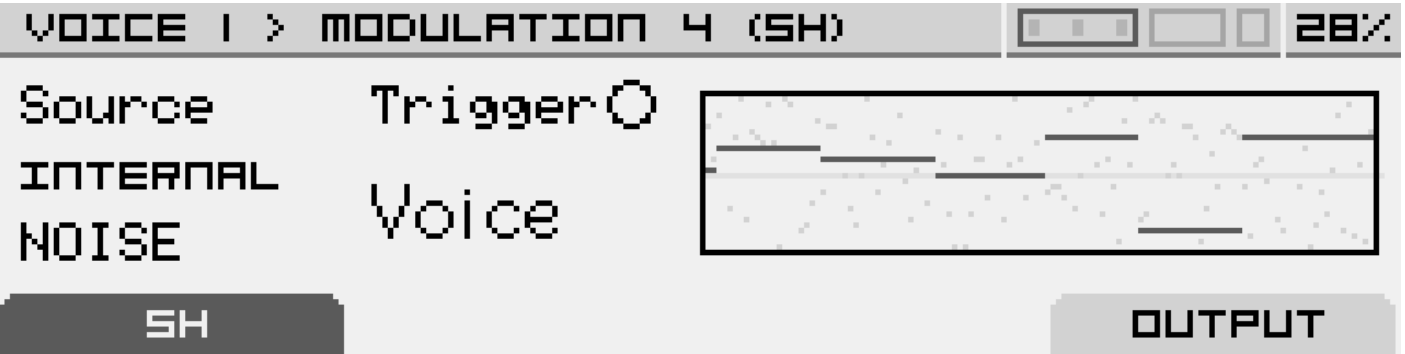 VOICE 1 > MODULATION 4 (SH) 28%
Source Trigger
INTERNAL
NOISE Voice
SH OUTPUT